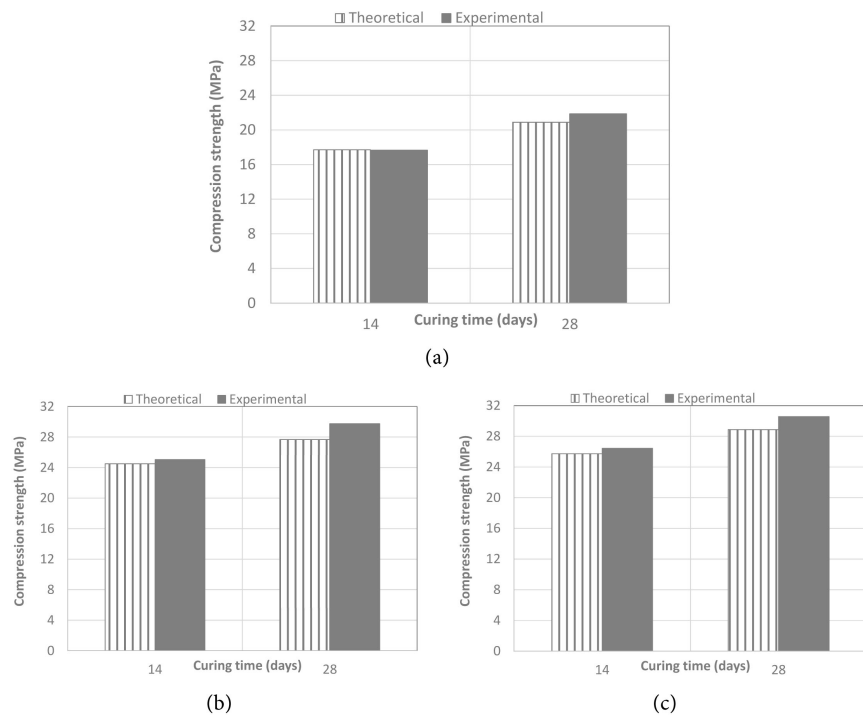 Theoretical Experimental
32
28
24
20
16
12
8
4
0
Compression strength (MPa)
14 Curing time (days) 28
(a)
Theoretical Experimental
32
28
24
20
16
12
8
4
0
Compression strength (MPa)
14 Curing time (days) 28
(b)
Theoretical Experimental
32
28
24
20
16
12
8
4
0
Compression strength (MPa)
14 Curing time (days) 28
(c)